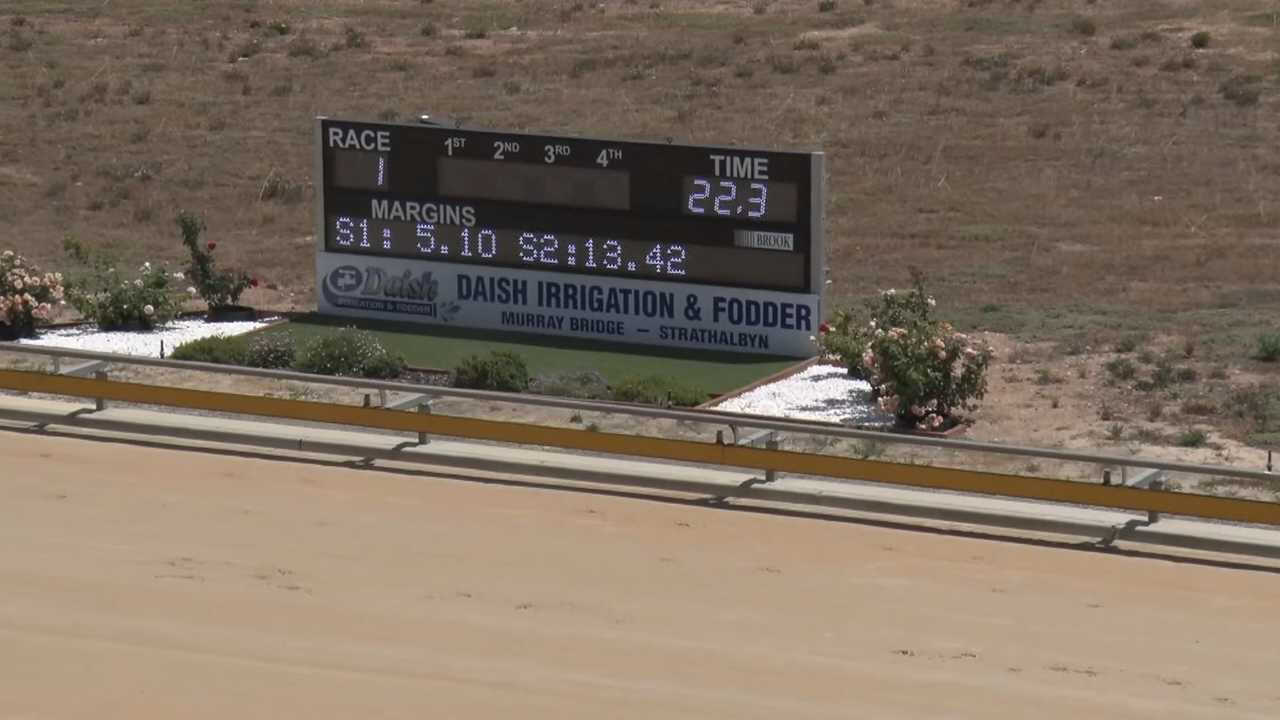 RACE 1ST 2ND 3RD 4TH TIME
1 22.3
MARGINS
BROOK
S1: 5.10 S2:13.42
Daish
IRRIGATION & FODDER
DAISH IRRIGATION & FODDER
MURRAY BRIDGE — STRATHALBYN